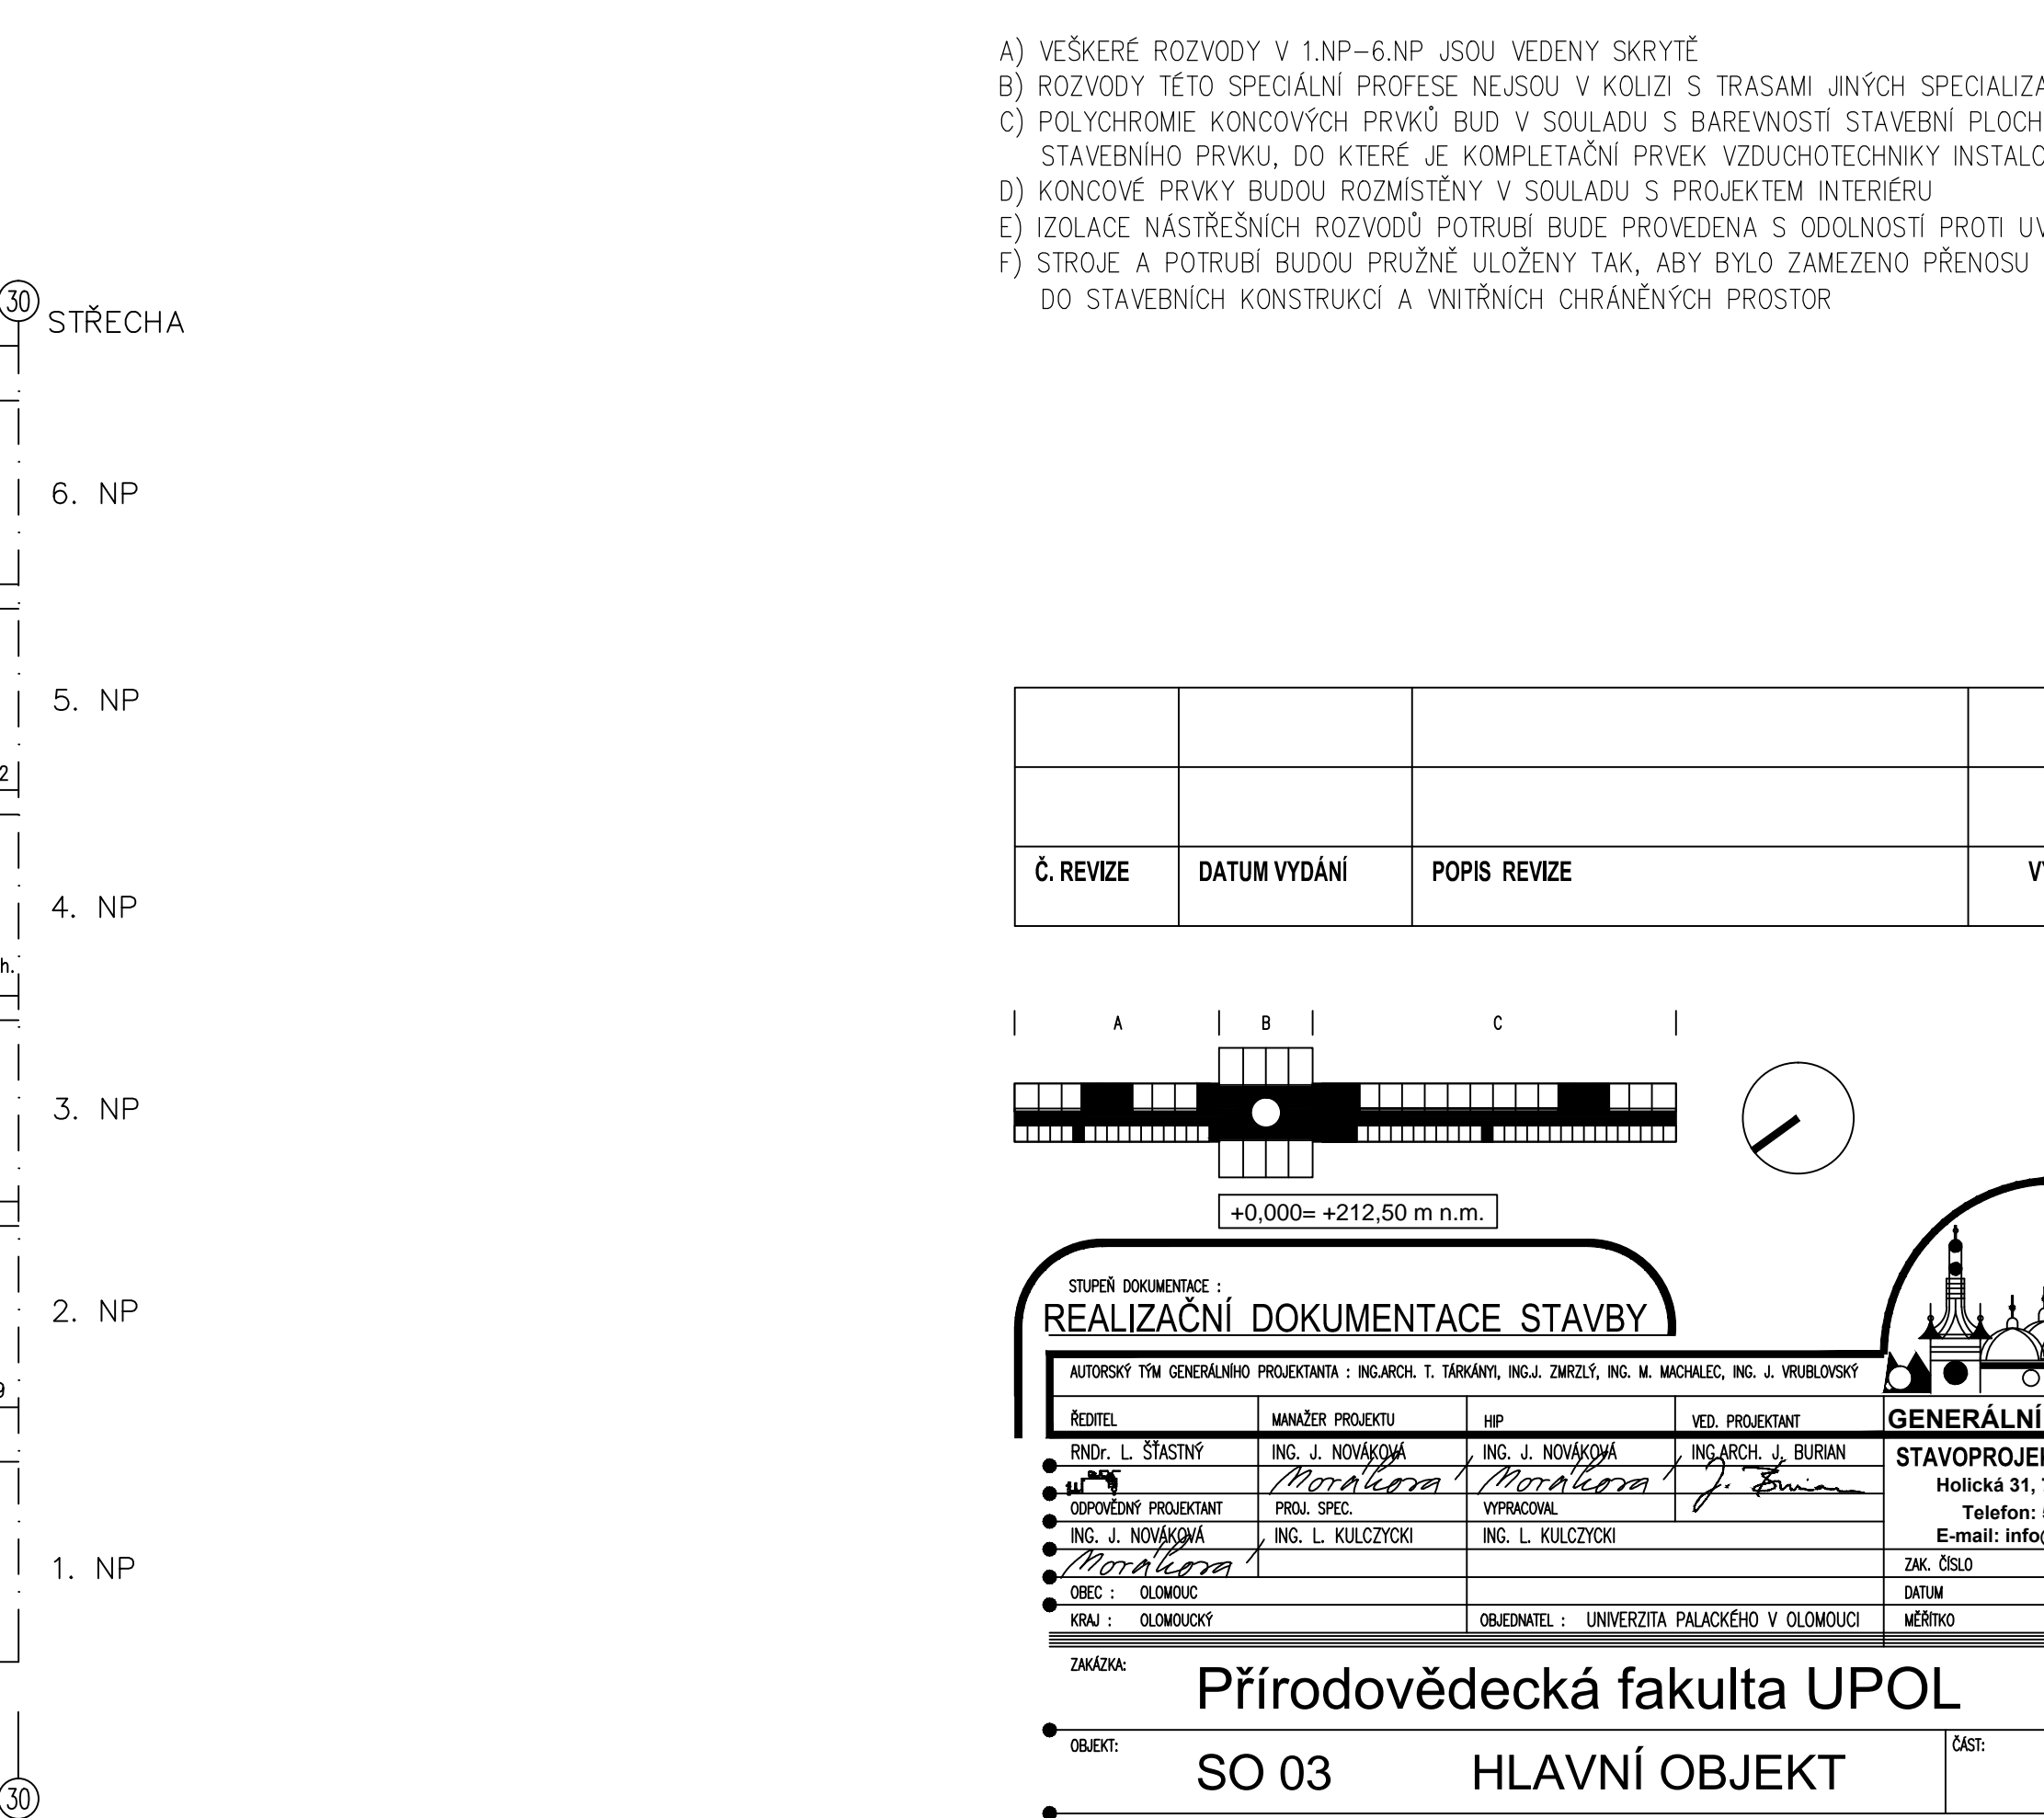 A) VEŠKERÉ ROZVODY V 1.NP–6.NP JSOU VEDENY SKRYTĚ
B) ROZVODY TÉTO SPECIÁLNÍ PROFESE NEJSOU V KOLIZI S TRASAMI JINÝCH
C) POLYCHROMIE KONCOVÝCH PRVKŮ BUD V SOULADU S BAREVNOSTÍ STAVEBNÍ PLOCH
STAVEBNÍHO PRVKU, DO KTERÉ JE KOMPLETAČNÍ PRVEK VZDUCHOTECHNIKY
D) KONCOVÉ PRVKY BUDOU ROZMÍSTĚNY V SOULADU S PROJEKTEM INTERIÉRU
E) IZOLACE NÁSTŘEŠNÍCH ROZVODŮ POTRUBÍ BUDE PROVEDENA S ODOLNOSTÍ PROTI UV
F) STROJE A POTRUBÍ BUDOU PRUŽNĚ ULOŽENY TAK, ABY BYLO ZAMEZENO PŘENOSU
DO STAVEBNÍCH KONSTRUKCÍ A VNITŘNÍCH CHRÁNĚNÝCH PROSTOR
30
STŘECHA
6. NP
5. NP
2
4. NP
h.
3. NP
2. NP
9
1. NP
30
Č. REVIZE DATUM VYDÁNÍ POPIS REVIZE
A B C
+0,000= +212,50 m n.m.
STUPEŇ DOKUMENTACE :
REALIZAČNÍ DOKUMENTACE STAVBY
AUTORSKÝ TÝM GENERÁLNÍHO PROJEKTANTA : ING.ARCH. T. TÁRKÁNYI, ING.J. ZMRZLÝ, ING. M. MACHALEC, ING. J. VRUBLOVSKÝ
ŘEDITEL MANAŽER PROJEKTU HIP VED. PROJEKTANT GENERÁLNÍ
RNDr. L. ŠŤASTNÝ ING. J. NOVÁKOVÁ ING. J. NOVÁKOVÁ ING.ARCH. J. BURIAN
Holická 31,
ODPOVĚDNÝ PROJEKTANT PROJ. SPEC. VYPRACOVAL
Telefon:
ING. J. NOVÁKOVÁ ING. L. KULCZYCKI ING. L. KULCZYCKI
E-mail: info@
ZAK. ČÍSLO
OBEC : OLOMOUC DATUM
KRAJ : OLOMOUCKÝ OBJEDNATEL : UNIVERZITA PALACKÉHO V OLOMOUCI MĚŘÍTKO
ZAKÁZKA: Přírodovědecká fakulta UPOL
OBJEKT: SO 03 HLAVNÍ OBJEKT ČÁST: